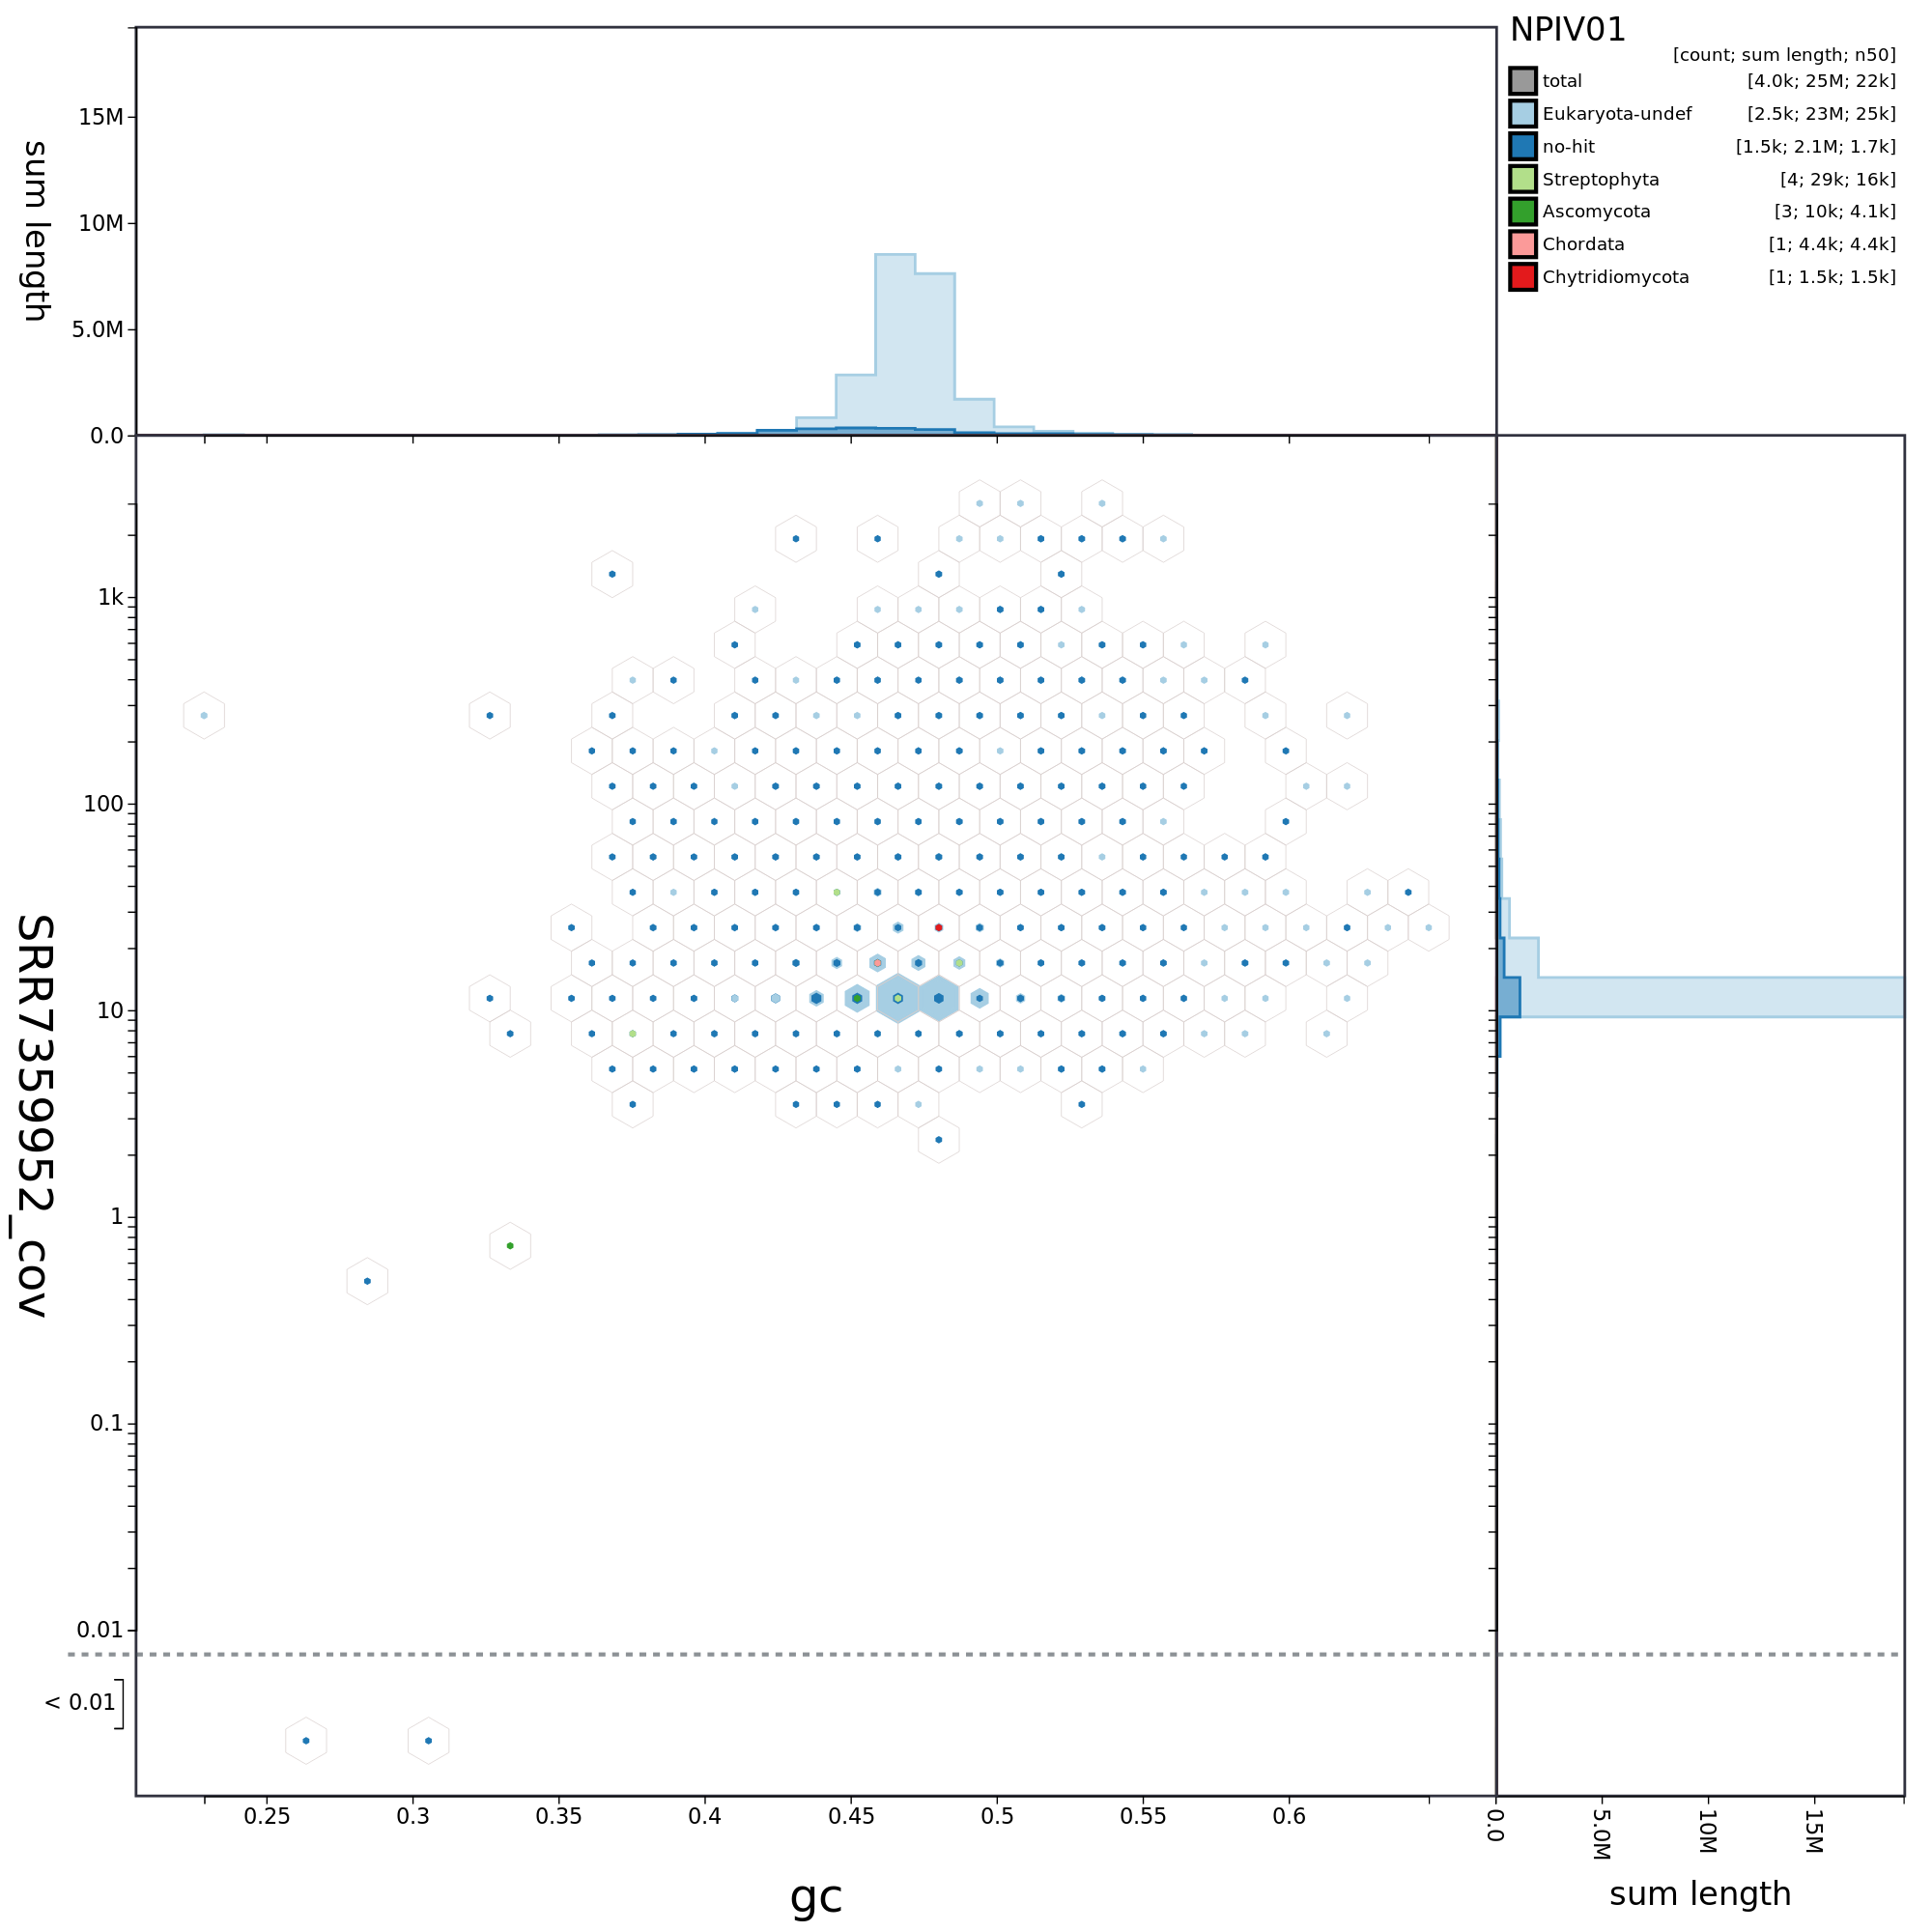 NPIV01
[count; sum length; n50]
total [4.0k; 25M; 22k]
Eukaryota-undef [2.5k; 23M; 25k]
no-hit [1.5k; 2.1M; 1.7k]
Streptophyta [4; 29k; 16k]
Ascomycota [3; 10k; 4.1k]
Chordata [1; 4.4k; 4.4k]
Chytridiomycota [1; 1.5k; 1.5k]
sum length
15M
10M
5.0M
0.0
SRR7359952_cov
1k
100
10
1
0.1
0.01
< 0.01
0.25 0.3 0.35 0.4 0.45 0.5 0.55 0.6
gc
0.0 5.0M 10M 15M
sum length